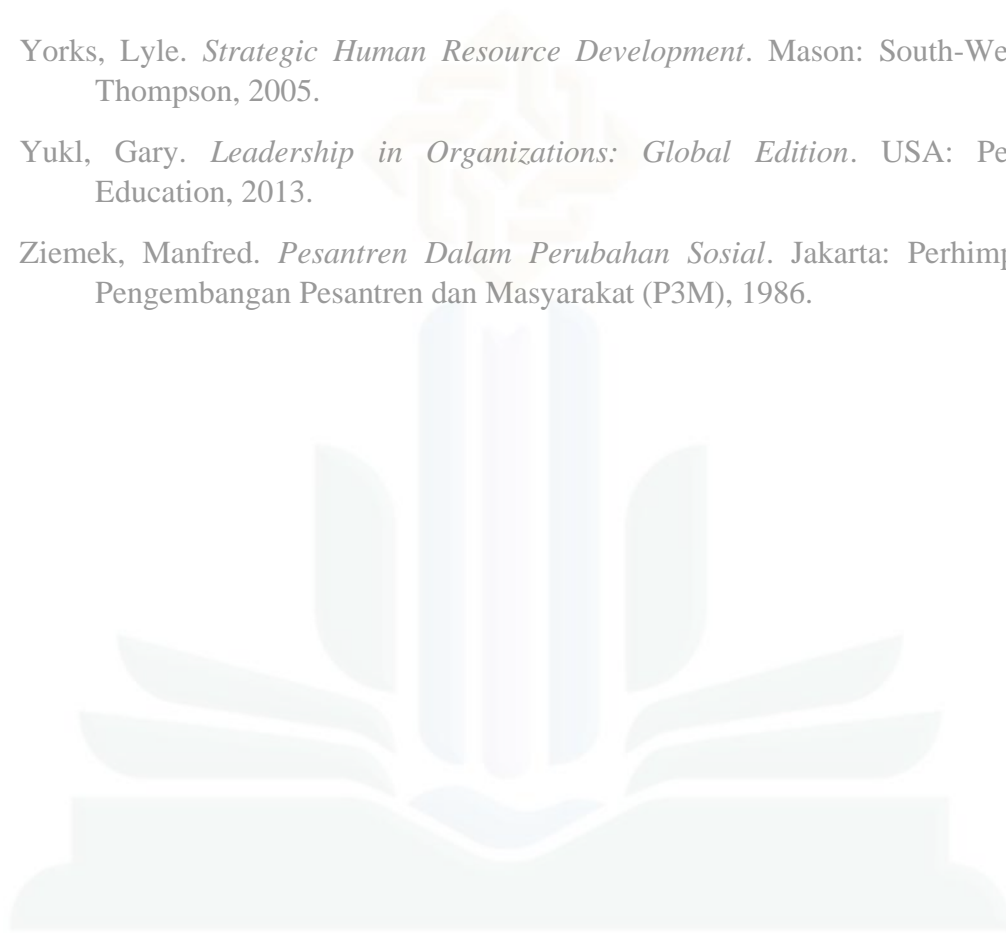 Yorks, Lyle. Strategic Human Resource Development. Mason: South-We
Thompson, 2005.
Yukl, Gary. Leadership in Organizations: Global Edition. USA: Pe
Education, 2013.
Ziemek, Manfred. Pesantren Dalam Perubahan Sosial. Jakarta: Perhimp
Pengembangan Pesantren dan Masyarakat (P3M), 1986.